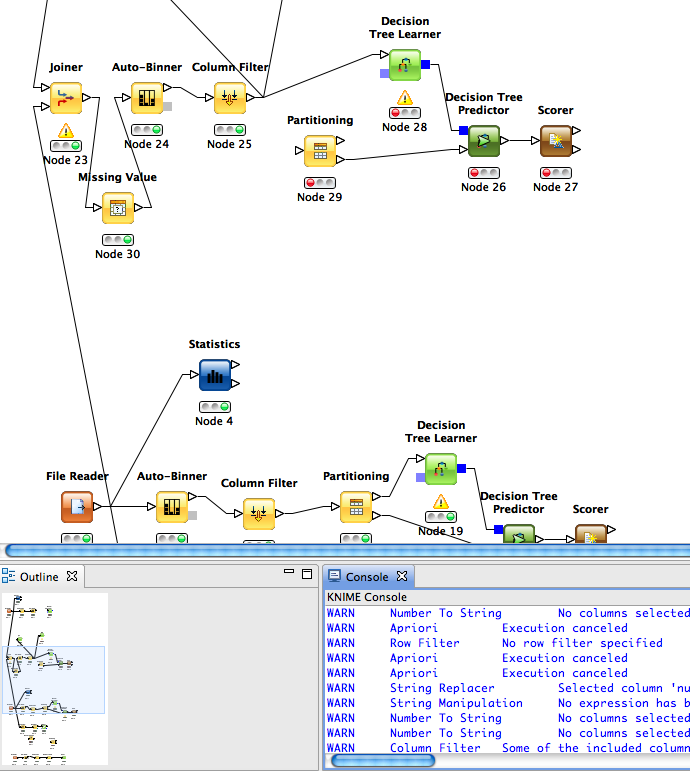 Decision
Tree Learner
Joiner
Auto-Binner
Column Filter
Node 28
Decision Tree
Predictor
Scorer
Partitioning
Node 23
Node 24
Node 25
Node 26
Node 27
Missing Value
Node 29
Node 30
Statistics
Node 4
Decision
Tree Learner
File Reader
Auto-Binner
Column Filter
Partitioning
Decision Tree
Predictor
Scorer
Node 19
Outline
Console
KNIME Console
WARN Number To String No columns selected
WARN Apriori Execution canceled
WARN Row Filter No row filter specified
WARN Apriori Execution canceled
WARN Apriori Execution canceled
WARN String Replacer Selected column 'nu
WARN String Manipulation No expression has b
WARN Number To String No columns selected
WARN Number To String No columns selected
WARN Column Filter Some of the included column